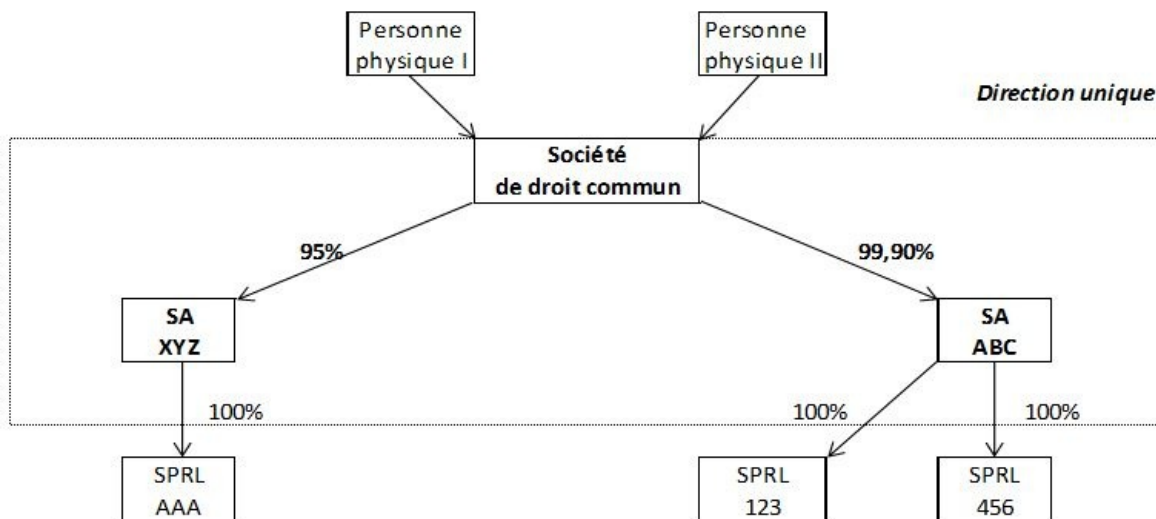 Personne
physique I
Personne
physique II
Direction unique
Société
de droit commun
95%
99,90%
SA
XYZ
SA
ABC
100%
100%
100%
SPRL
AAA
SPRL
123
SPRL
456